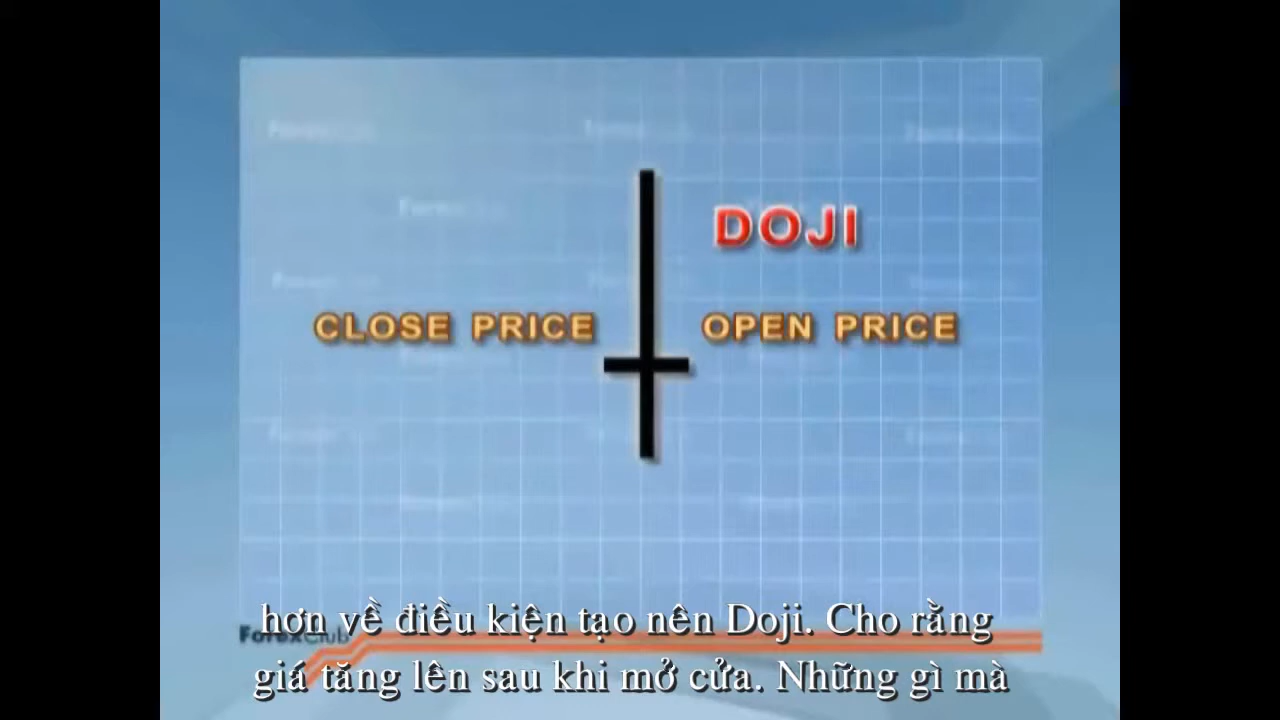 DOJI
CLOSE PRICE OPEN PRICE
hơn về điều kiện tạo nên Doji. Cho rằng
ForexClub
giá tăng lên sau khi mở cửa. Những gì mà